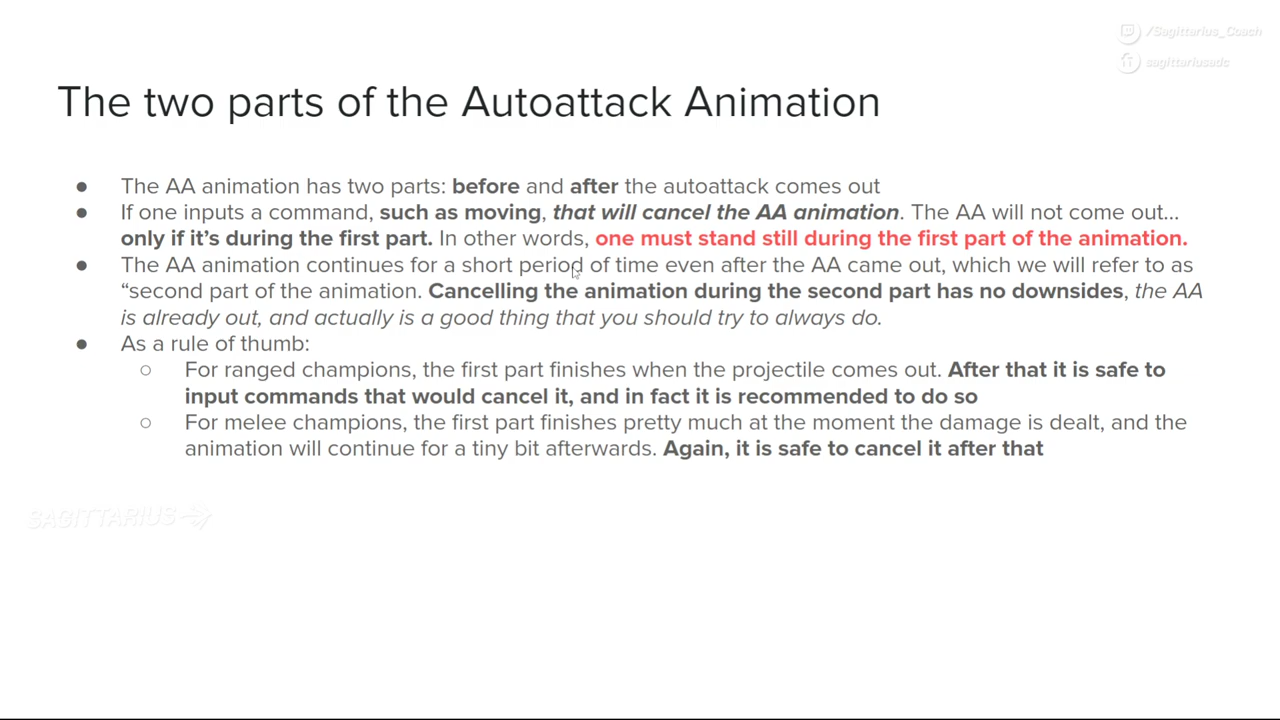 /Sagittarius_Coach
sagittariusadc
The two parts of the Autoattack Animation
● The AA animation has two parts: before and after the autoattack comes out
● If one inputs a command, such as moving, that will cancel the AA animation. The AA will not come out...
only if it's during the first part. In other words, one must stand still during the first part of the animation.
● The AA animation continues for a short period of time even after the AA came out, which we will refer to as
“second part of the animation. Cancelling the animation during the second part has no downsides, the AA
is already out, and actually is a good thing that you should try to always do.
● As a rule of thumb:
○ For ranged champions, the first part finishes when the projectile comes out. After that it is safe to
input commands that would cancel it, and in fact it is recommended to do so
○ For melee champions, the first part finishes pretty much at the moment the damage is dealt, and the
animation will continue for a tiny bit afterwards. Again, it is safe to cancel it after that
SAGITTARIUS